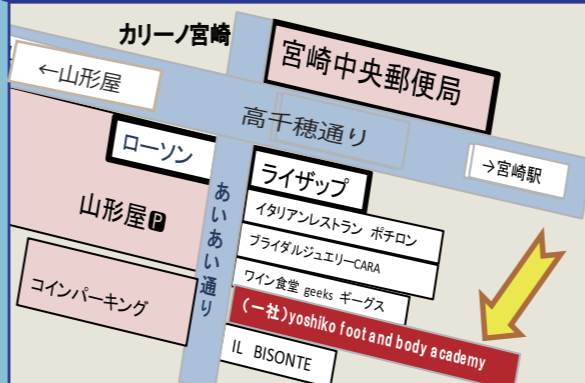 カリーノ宮崎
宮崎中央郵便局
←山形屋
高千穂通り
→宮崎駅
ローソン
ライザップ
山形屋P
あいあい通り
イタリアンレストラン ポチロン
ブライダルジュエリーCARA
ワイン食堂 geeks ギーグス
コインパーキング
(一社)yoshiko foot and body academy
IL BISONTE